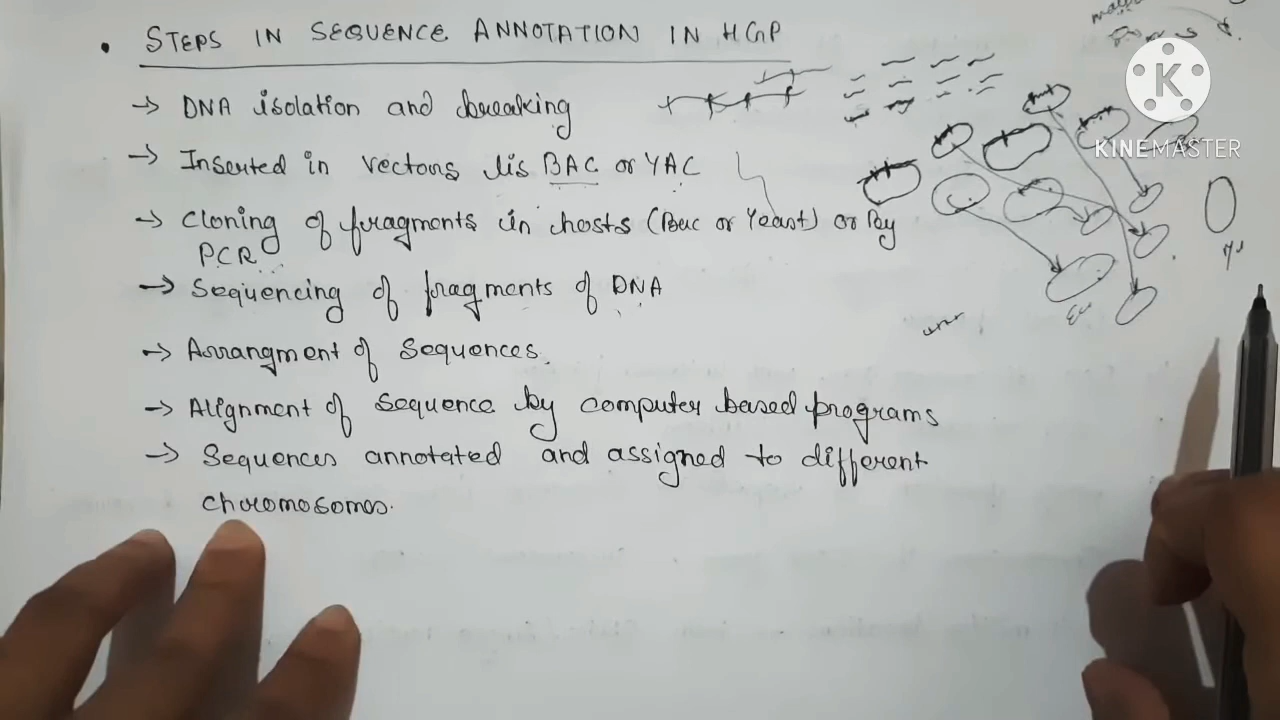 • STEPS IN SEQUENCE ANNOTATION IN HGP
→ DNA isolation and breaking
→ Inserted in vectors lis BAC or YAC
→ Cloning of fragments in hosts (Bac or Yeast) or By
PCR
→ Sequencing of fragments of DNA
→ Arrangment of sequences.
→ Alignment of sequence by computer based programs
→ Sequences annotated and assigned to different
chromosomes.
K
KINEMASTER